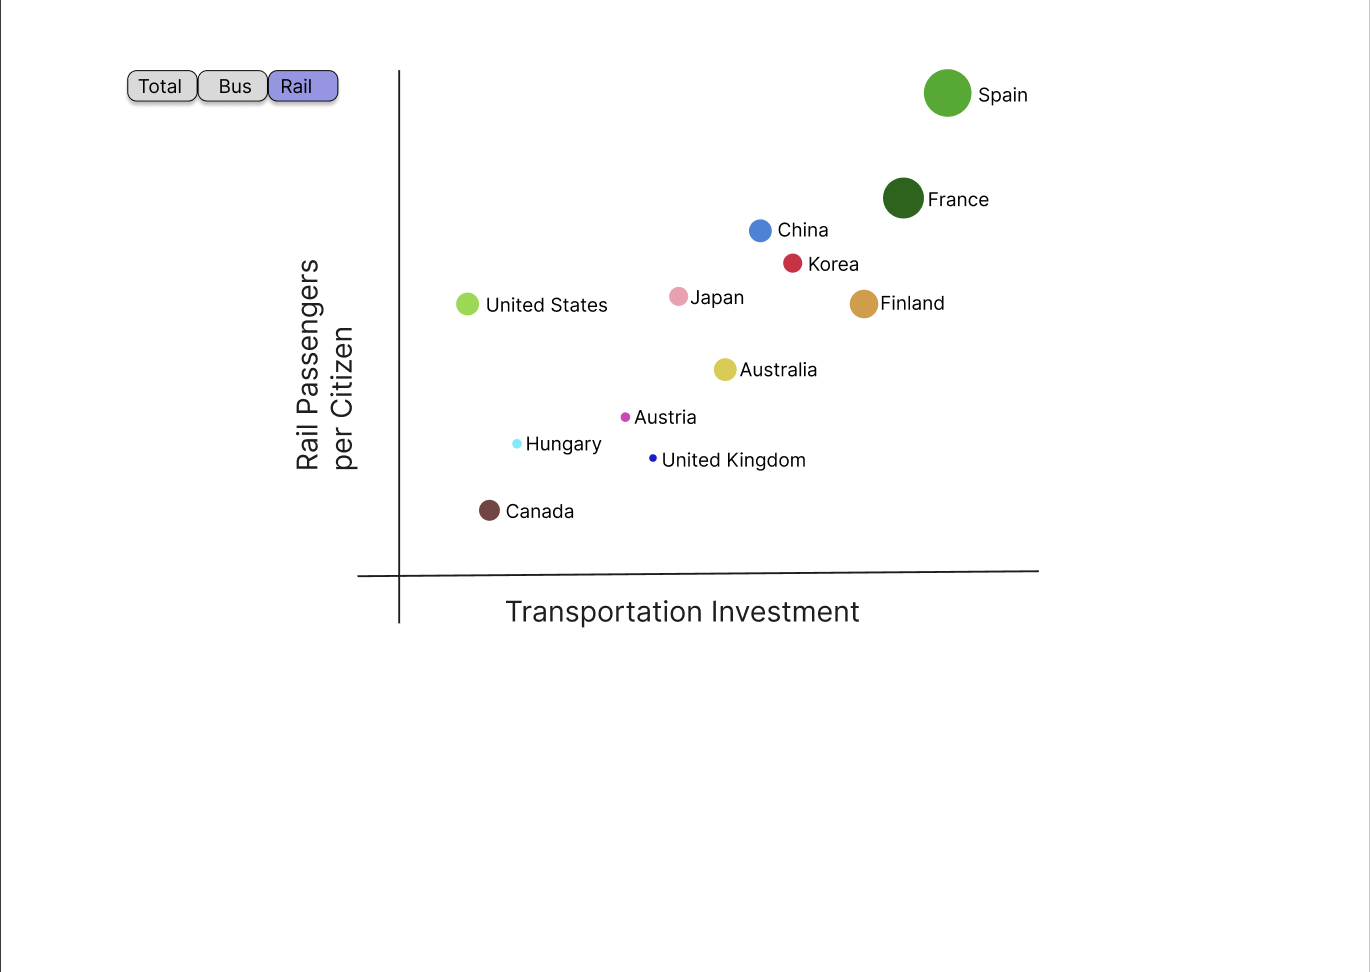 Total Bus Rail
Spain
France
China
Korea
Japan
Finland
United States
Australia
Austria
Hungary
United Kingdom
Canada
Rail Passengers
per Citizen
Transportation Investment